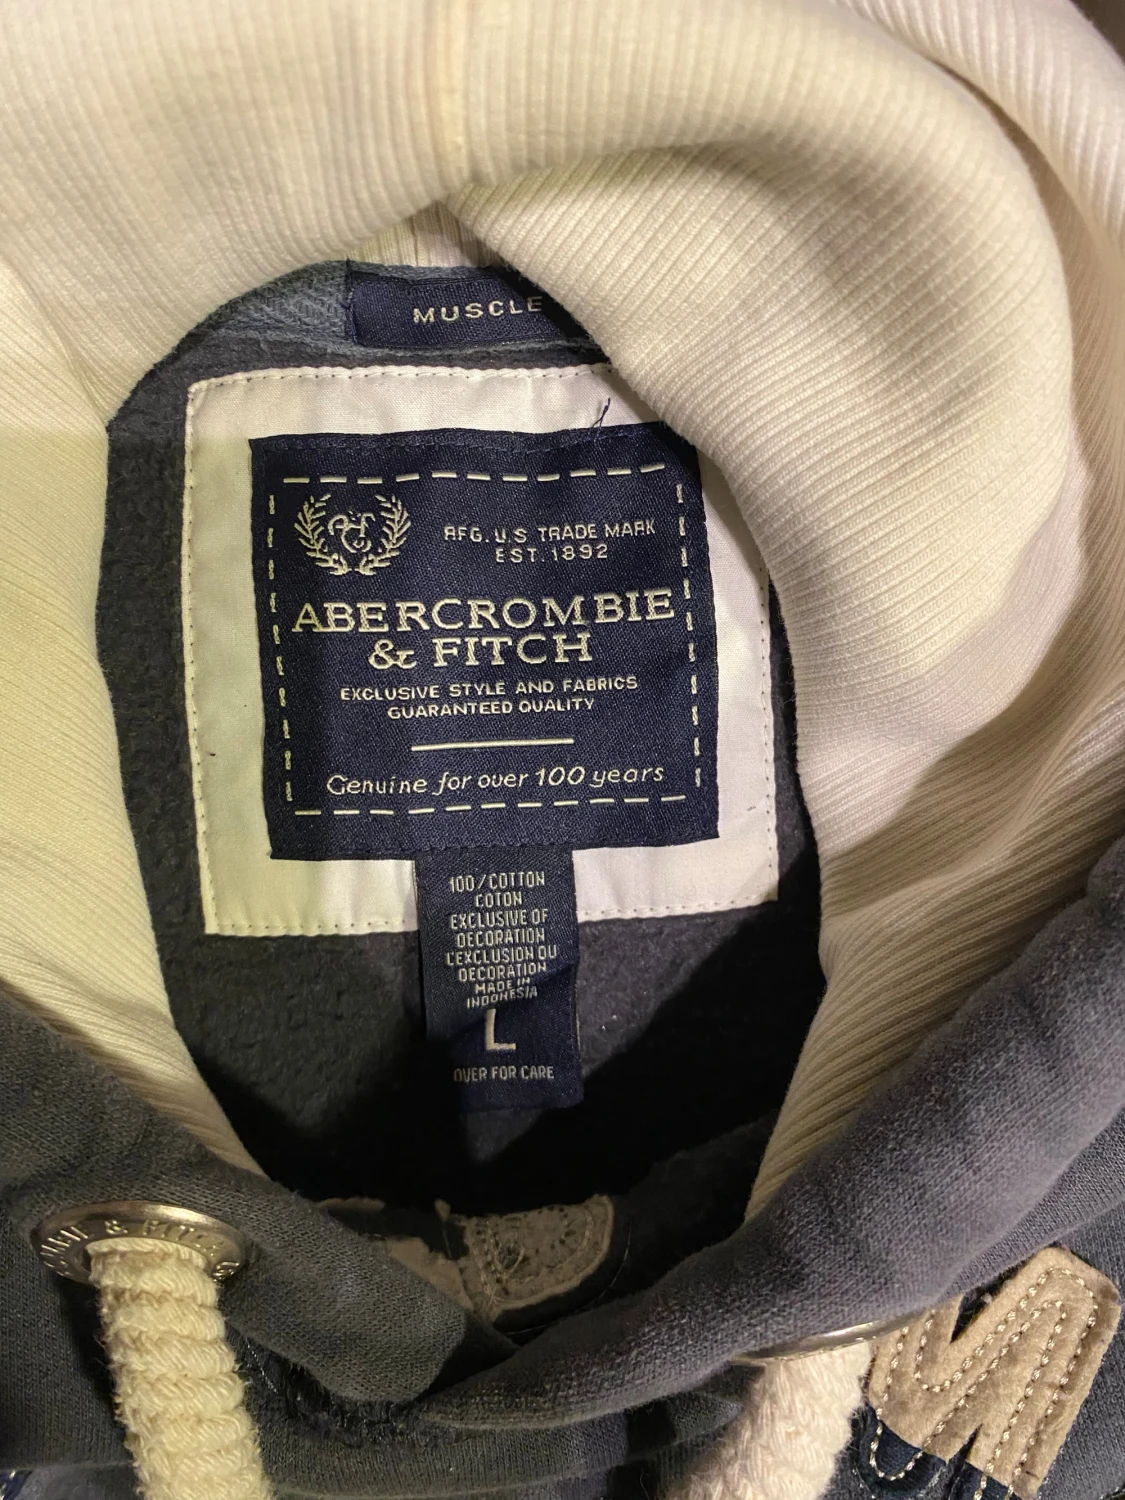 MUSCLE
RFG. U.S TRADE MARK
EST. 1892
ABERCROMBIE
& FITCH
EXCLUSIVE STYLE AND FABRICS
GUARANTEED QUALITY
Genuine for over 100 years
100/COTTON
COTON
EXCLUSIVE OF
DECORATION
L'EXCLUSION DU
DECORATION
MADE IN
INDONESIA
L
OVER FOR CARE